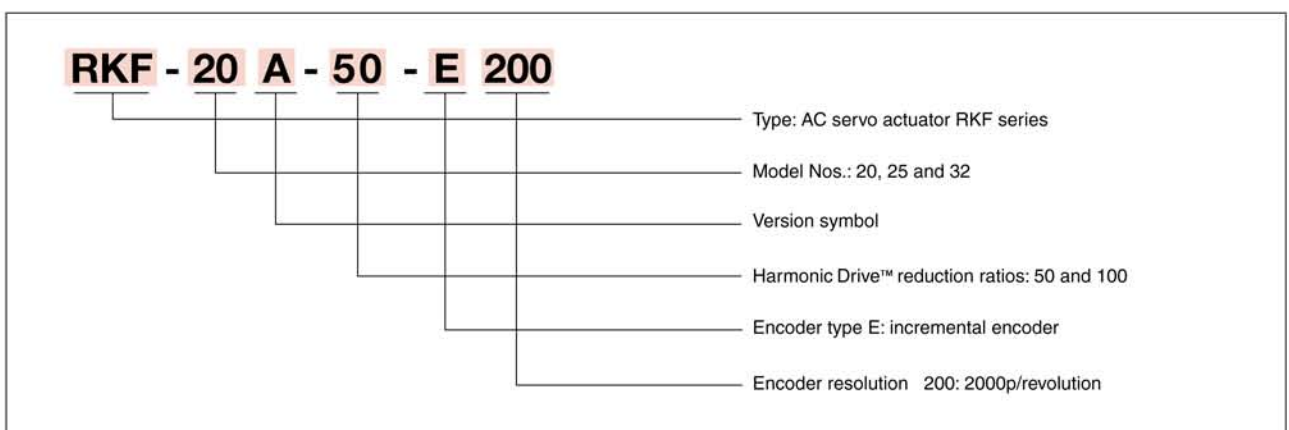 RKF - 20 A - 50 - E 200
Type: AC servo actuator RKF series
Model Nos.: 20, 25 and 32
Version symbol
Harmonic Drive™ reduction ratios: 50 and 100
Encoder type E: incremental encoder
Encoder resolution 200: 2000p/revolution